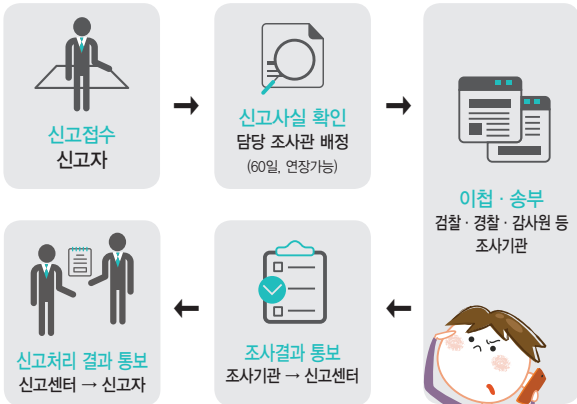 신고접수
신고자
신고사실 확인
담당 조사관 배정
(60일, 연장가능)
이첩 · 송부
검찰 · 경찰 · 감사원 등
조사기관
조사결과 통보
조사기관 → 신고센터
신고처리 결과 통보
신고센터 → 신고자